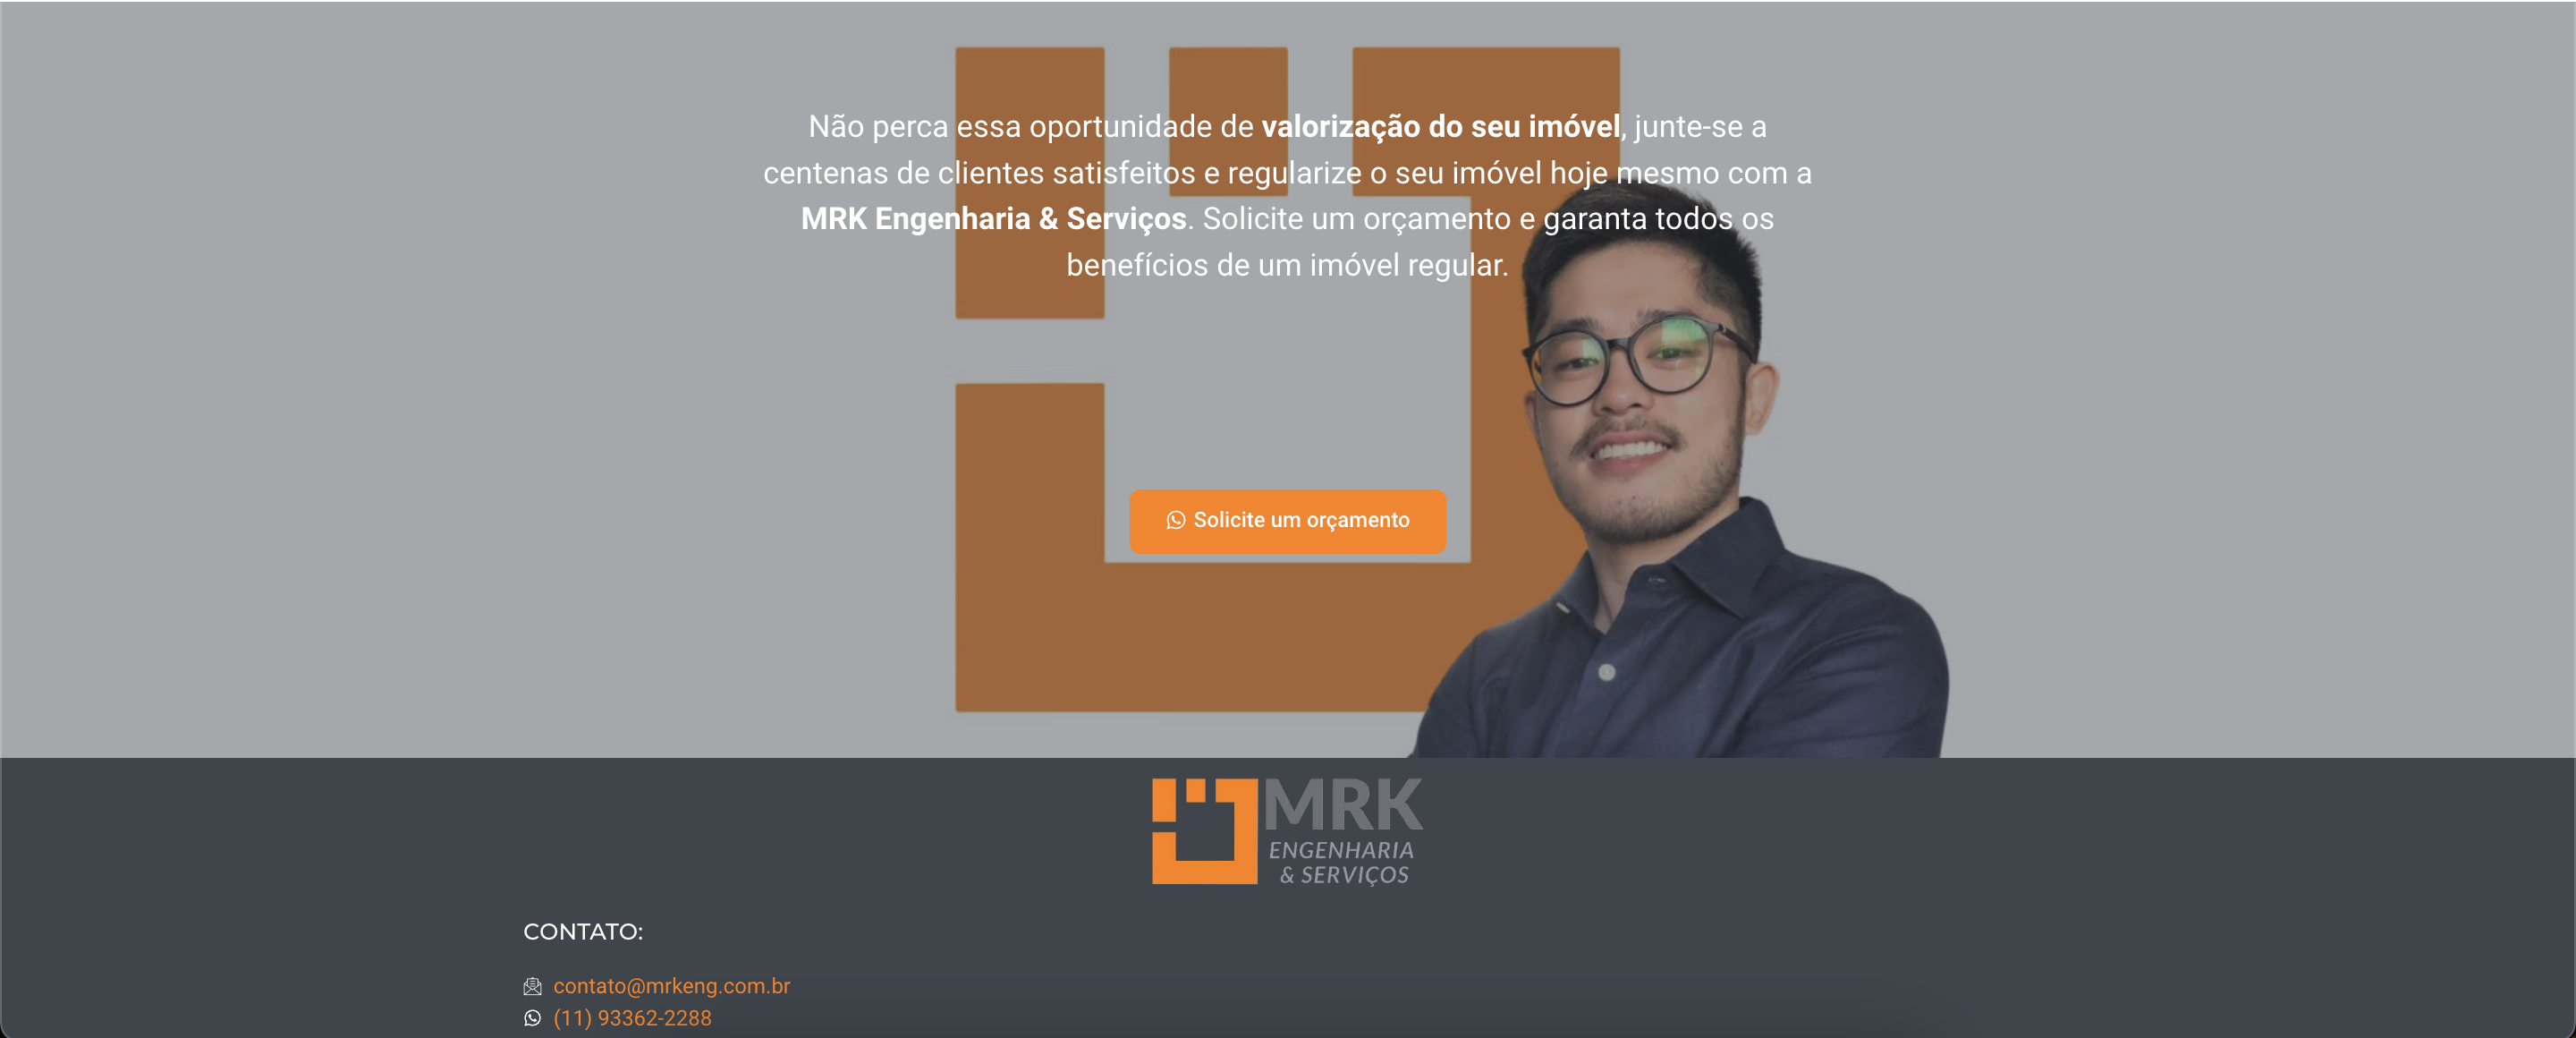 Não perca essa oportunidade de valorização do seu imóvel, junte-se a
centenas de clientes satisfeitos e regularize o seu imóvel hoje mesmo com a
MRK Engenharia & Serviços. Solicite um orçamento e garanta todos os
benefícios de um imóvel regular.
Solicite um orçamento
MRK
ENGENHARIA
& SERVIÇOS
CONTATO:
contato@mrkeng.com.br
(11) 93362-2288